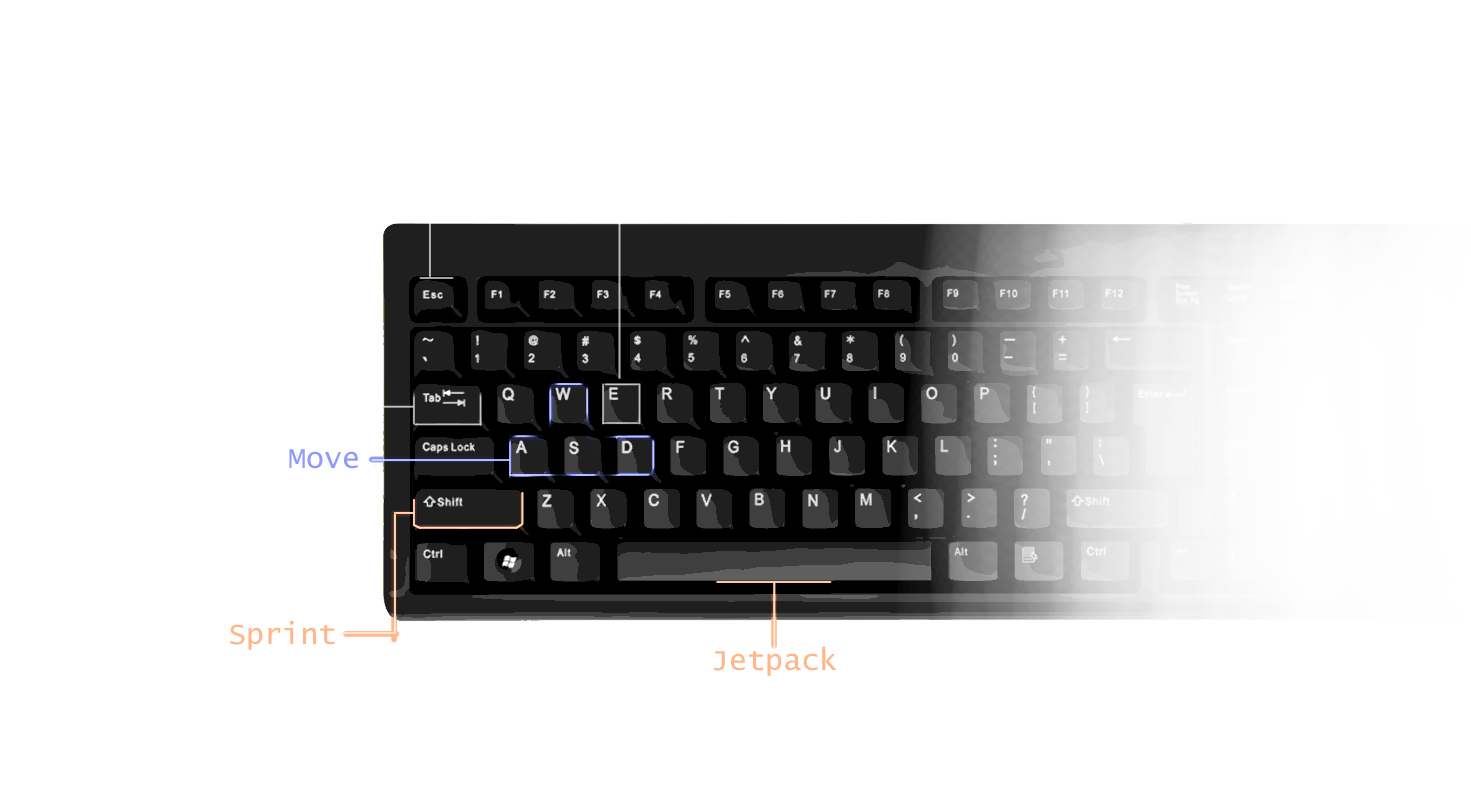 Esc F1 F2 F3 F4 F5 F6 F7 F8 F9 F10 F11 F12
~ ! @ # $ % ^ & * ( ) — + ←
` 1 2 3 4 5 6 7 8 9 0 – =
Tab Q W E R T Y U I O P { }
[ ]
Enter
Caps Lock A S D F G H J K L : "
; '
\
Move
Shift Z X C V B N M < > ? Shift
, . /
Ctrl Alt Alt Ctrl
Sprint
Jetpack